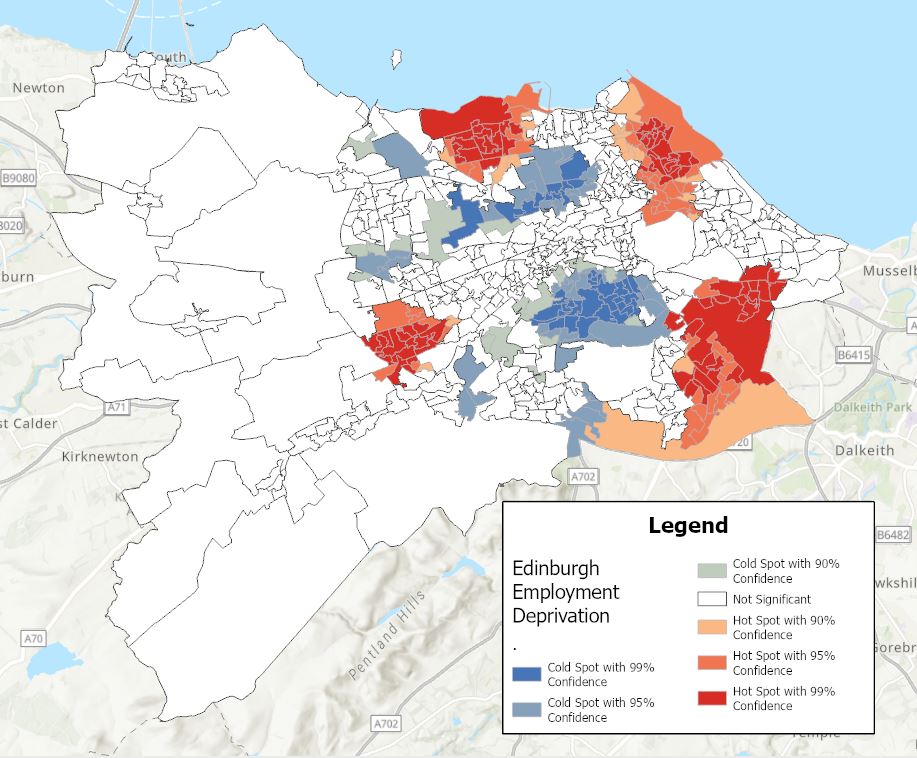 outh
Newton
B9080
3020
burn
Musselb
A
B6415
A71
st Calder
Dalkeith Park
Kirknewton
K
720
Dalkeith
A702
Legend
Edinburgh
Employment
Deprivation
.
Cold Spot with 99%
Confidence
Cold Spot with 95%
Confidence
Cold Spot with 90%
Confidence
Not Significant
Hot Spot with 90%
Confidence
Hot Spot with 95%
Confidence
Hot Spot with 99%
Confidence
B6482
wkshil
Gorebr
A70
Pentland Hills
A702
Temple